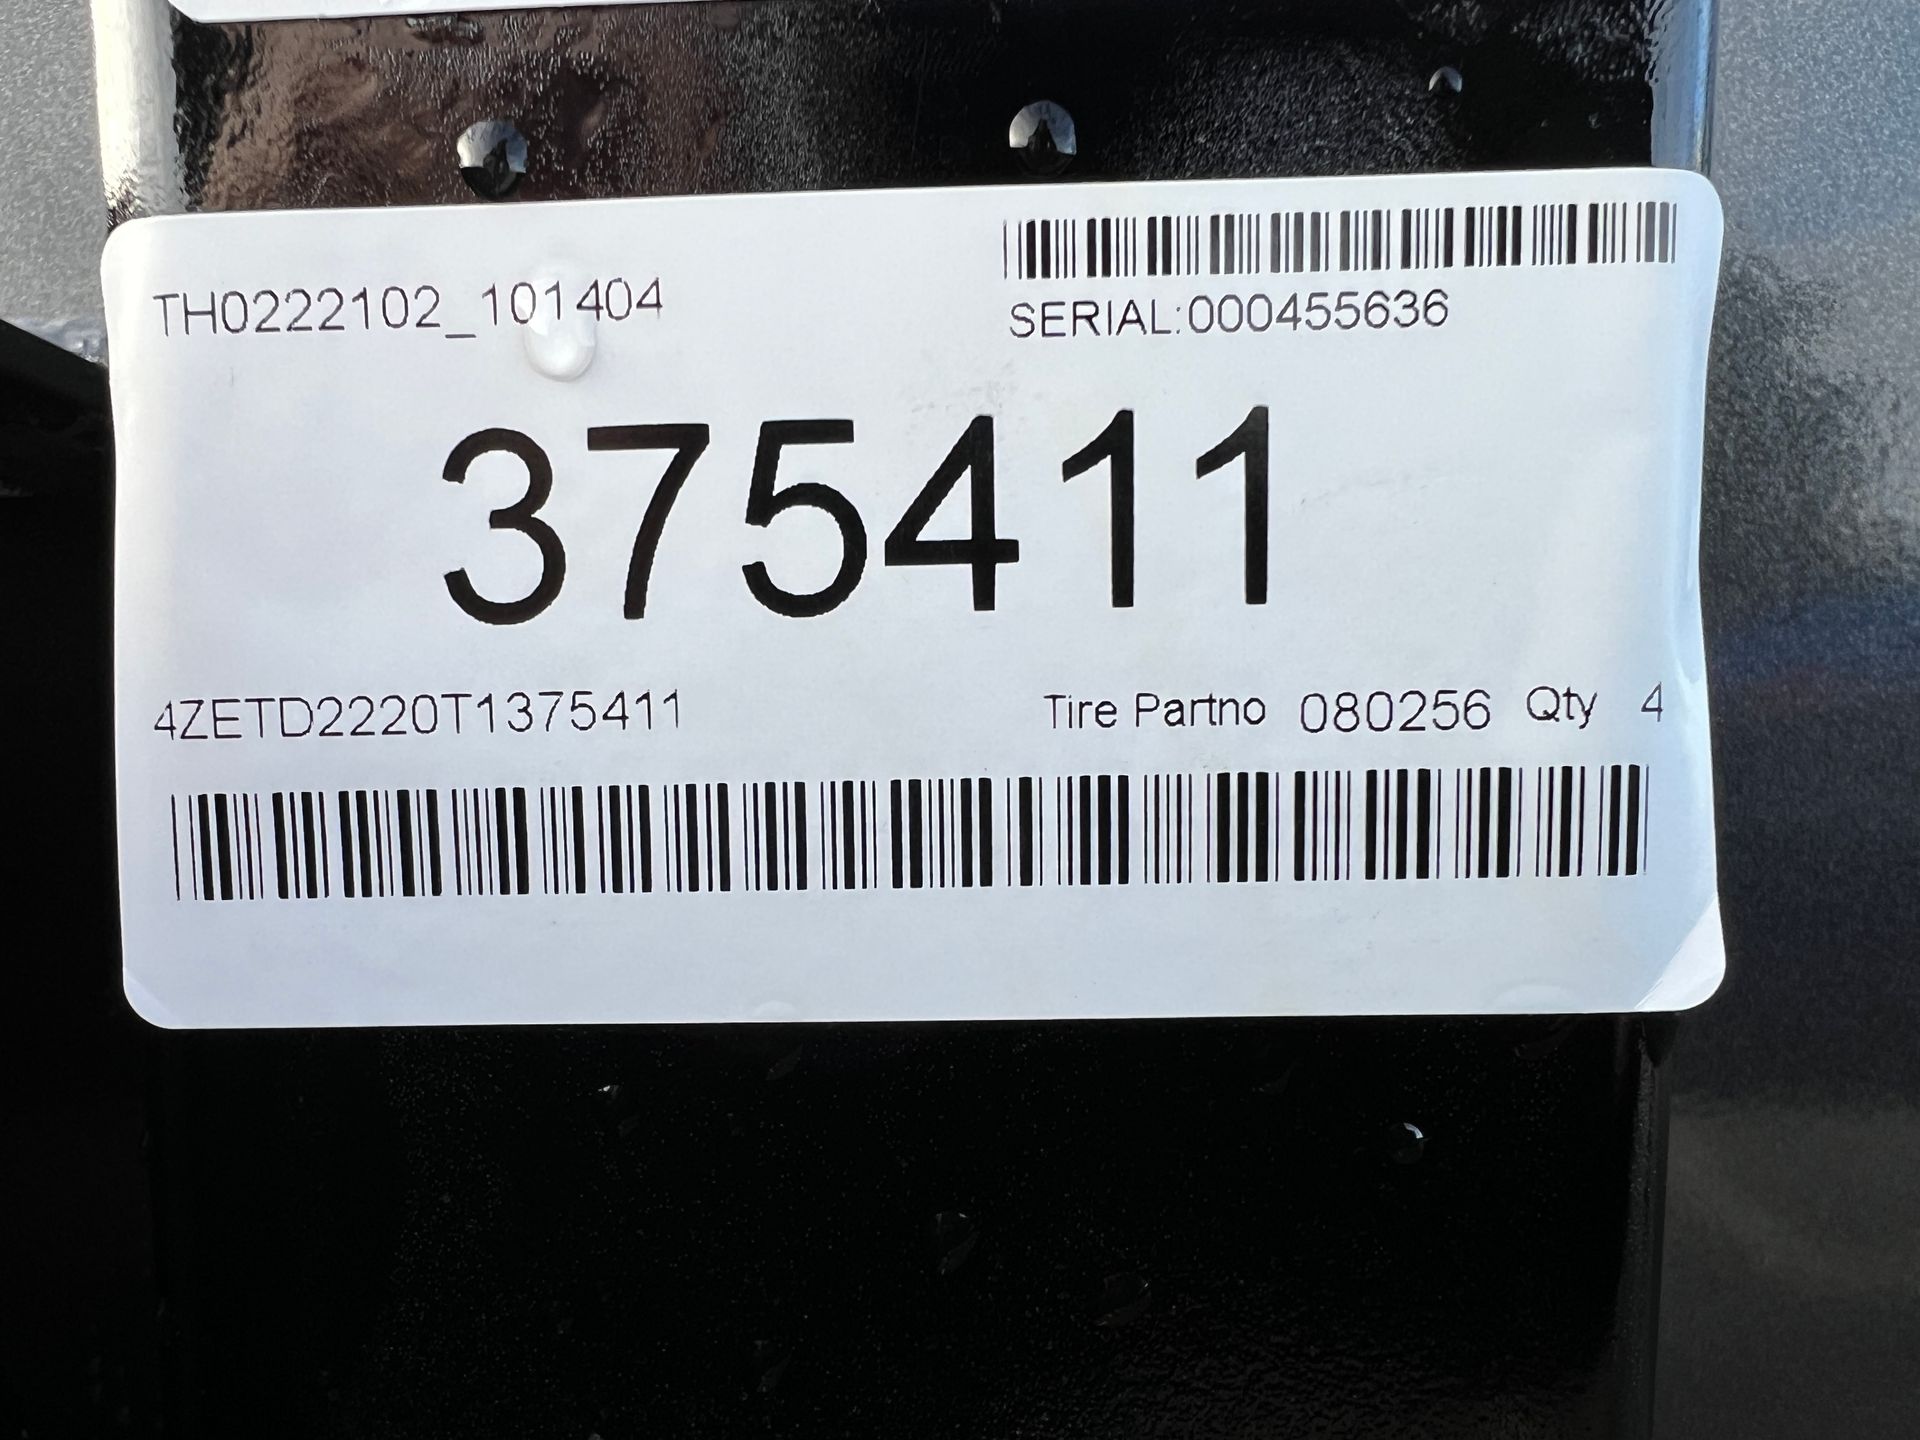 TH0222102_101404
SERIAL:000455636
375411
4ZETD2220T1375411
Tire Partno 080256 Qty 4